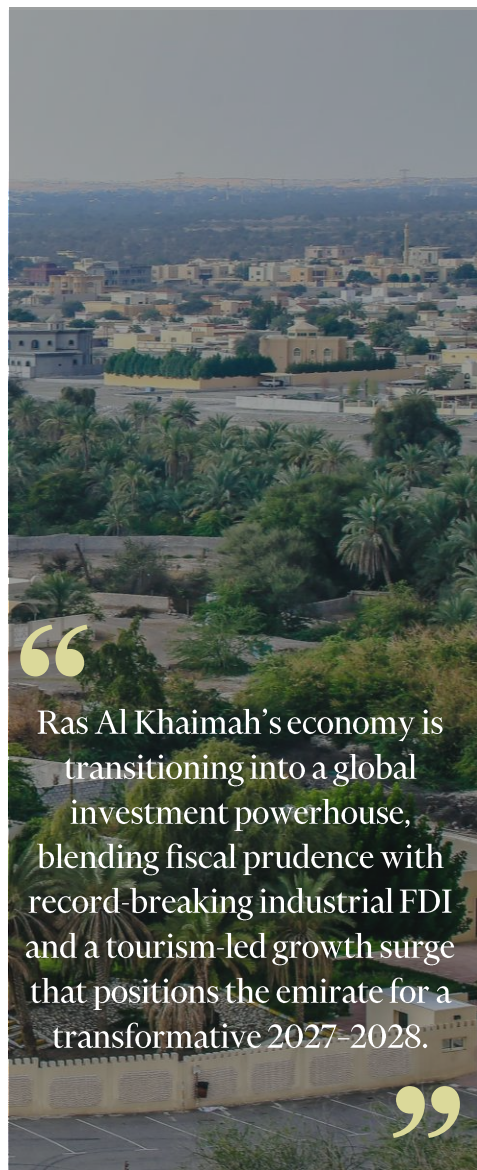 “
Ras Al Khaimah’s economy is
transitioning into a global
investment powerhouse,
blending fiscal prudence with
record-breaking industrial FDI
and a tourism-led growth surge
that positions the emirate for a
transformative 2027–2028.
”